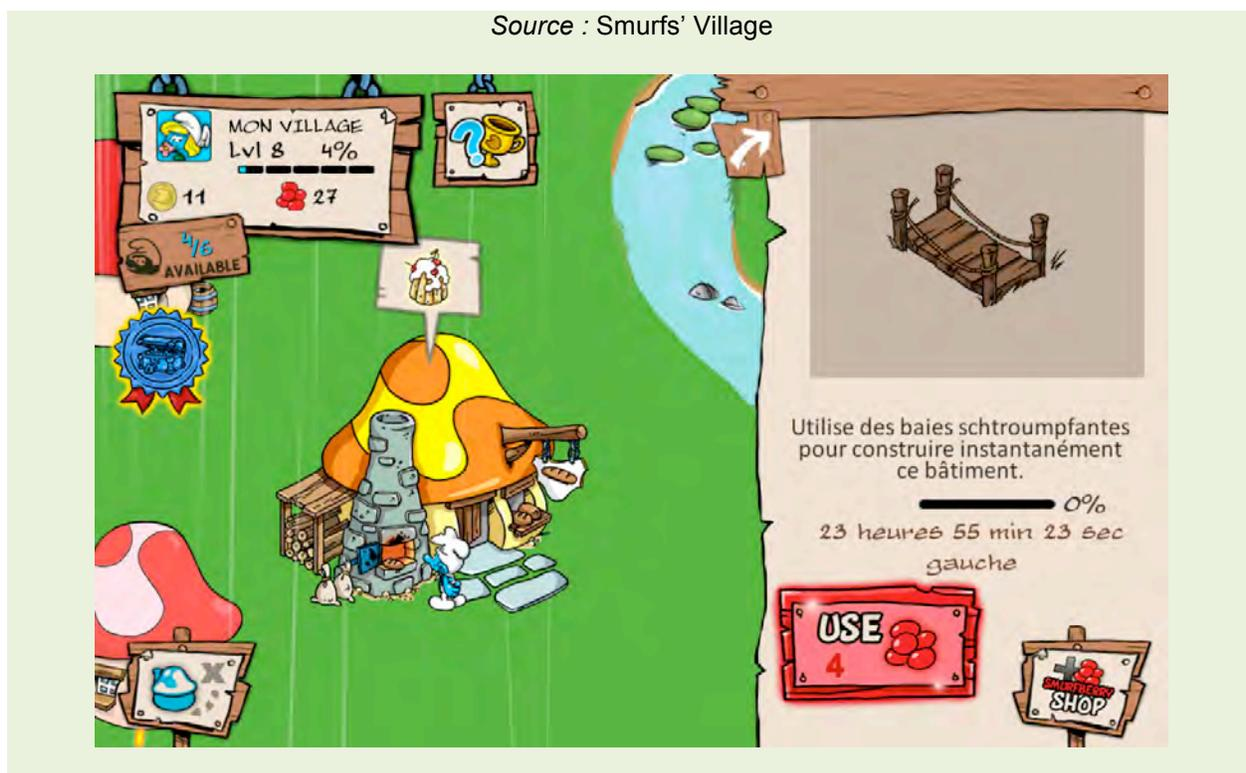 Source : Smurfs’ Village
MON VILLAGE
Lvl 8 4%
11 27
4/6
AVAILABLE
Utilise des baies schtroumpfantes
pour construire instantanément
ce bâtiment.
0%
23 heures 55 min 23 sec
gauche
USE
4
SMURFBERRY
SHOP